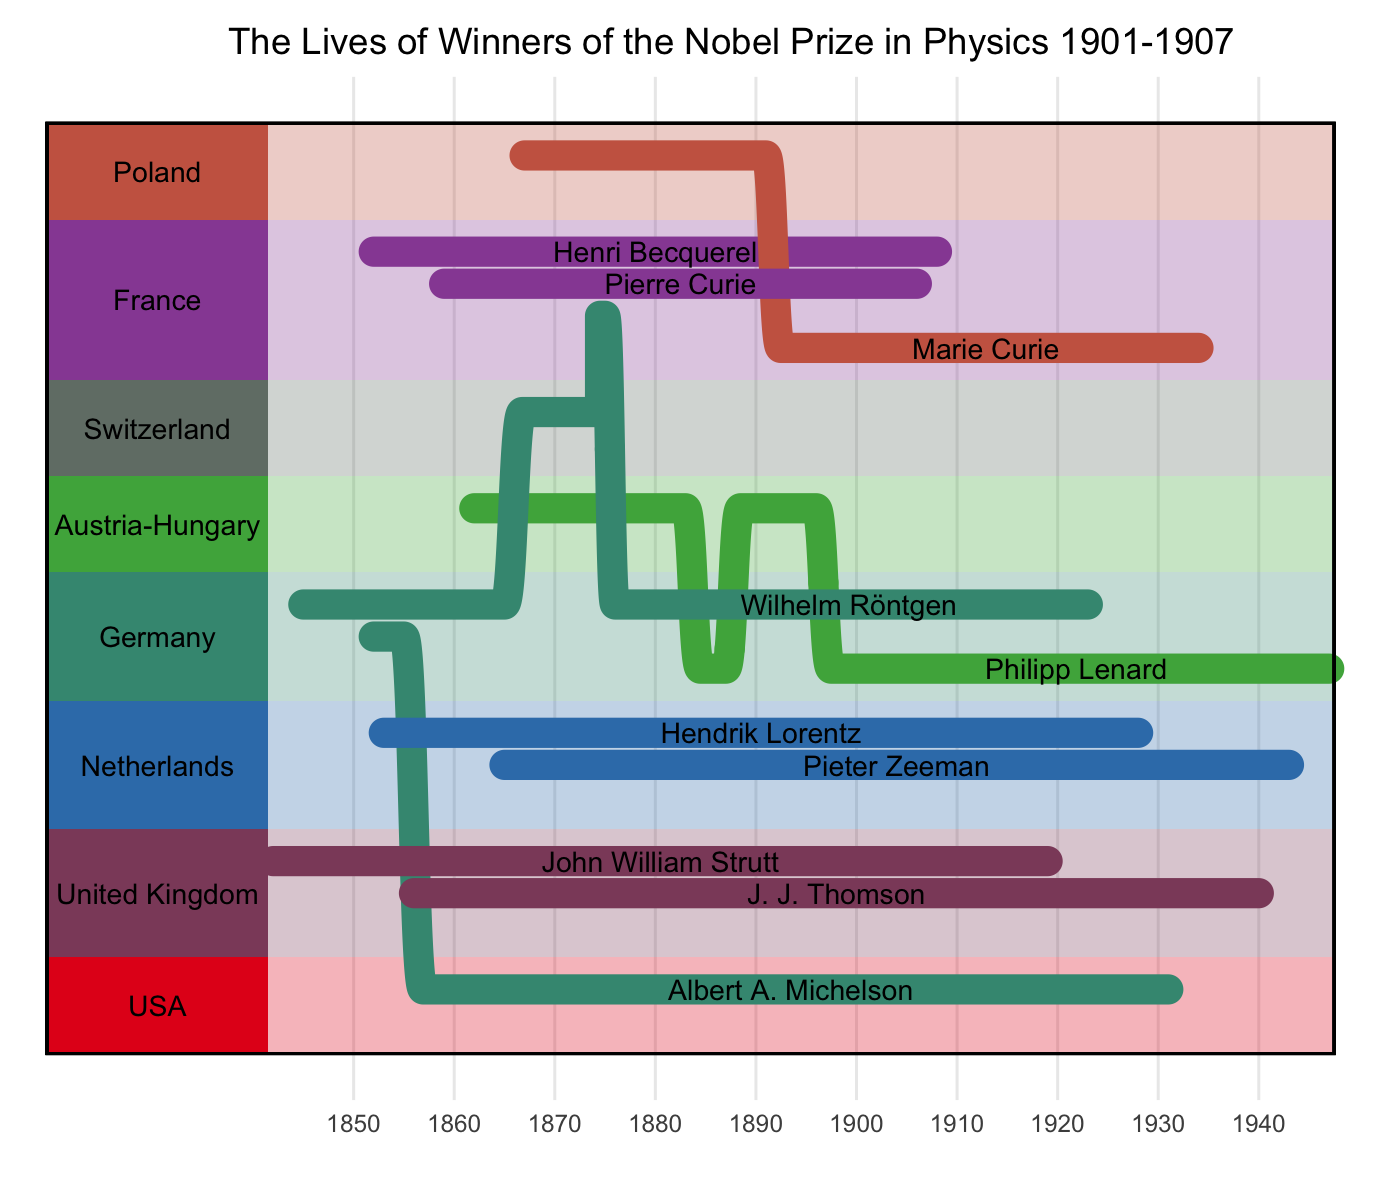 The Lives of Winners of the Nobel Prize in Physics 1901-1907
Poland
France
Henri Becquerel
Pierre Curie
Marie Curie
Switzerland
Austria-Hungary
Germany
Wilhelm Röntgen
Philipp Lenard
Netherlands
Hendrik Lorentz
Pieter Zeeman
United Kingdom
John William Strutt
J. J. Thomson
USA
Albert A. Michelson
1850 1860 1870 1880 1890 1900 1910 1920 1930 1940